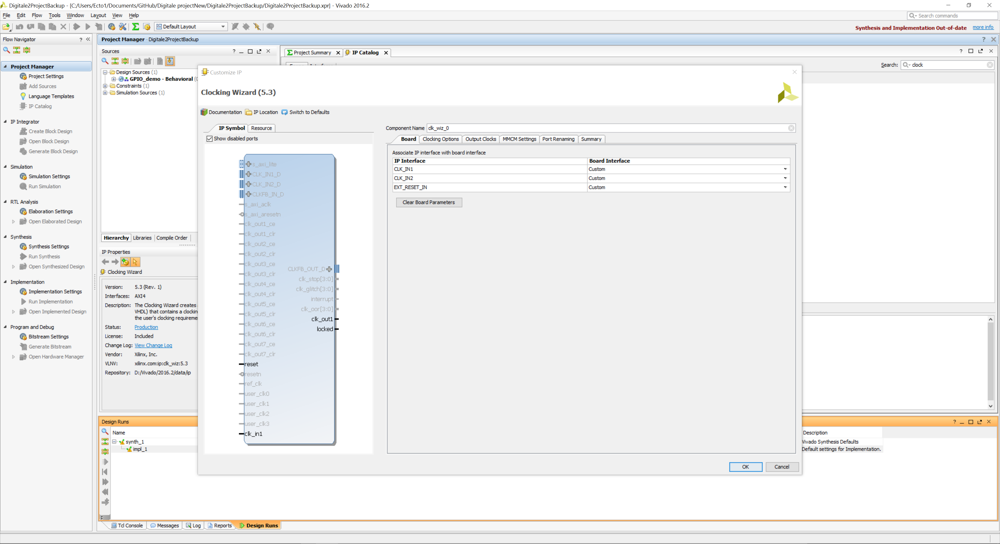 Digitale2ProjectBackup - [C:/Users/Ecto1/Documents/GitHub/Digitale projectNew/Digitale2ProjectBackup/Digitale2ProjectBackup.xpr] - Vivado 2016.2
File Edit Flow Tools Window Layout View Help
Search commands
Default Layout
Synthesis and Implementation Out-of-date more info
Flow Navigator
Project Manager
Project Settings
Add Sources
Language Templates
IP Catalog
IP Integrator
Create Block Design
Open Block Design
Generate Block Design
Simulation
Simulation Settings
Run Simulation
RTL Analysis
Elaboration Settings
Open Elaborated Design
Synthesis
Synthesis Settings
Run Synthesis
Open Synthesized Design
Implementation
Implementation Settings
Run Implementation
Open Implemented Design
Program and Debug
Bitstream Settings
Generate Bitstream
Open Hardware Manager
Project Manager - Digitale2ProjectBackup
Sources
Design Sources (1)
GPIO_demo - Behavioral
Constraints (1)
Simulation Sources (1)
Hierarchy Libraries Compile Order
IP Properties
Clocking Wizard
Version: 5.3 (Rev. 1)
Interfaces: AXI4
Description: The Clocking Wizard creates
VHDL) that contains a clockin
the user's clocking requireme
Status: Production
License: Included
Change Log: View Change Log
Vendor: Xilinx, Inc.
VLNV: xilinx.com:ip:clk_wiz:5.3
Repository: D:/Vivado/2016.2/data/ip
Project Summary IP Catalog
Search: clock
Customize IP
Clocking Wizard (5.3)
Documentation IP Location Switch to Defaults
IP Symbol Resource
Show disabled ports
s_axi_lite
CLK_IN1_D
CLK_IN2_D
CLKFB_IN_D
s_axi_aclk
s_axi_aresetn
clk_out1_ce
clk_out1_clr
clk_out2_ce
clk_out2_clr
clk_out3_ce
clk_out3_clr
clk_out4_ce
clk_out4_clr
clk_out5_ce
clk_out5_clr
clk_out6_ce
clk_out6_clr
clk_out7_ce
clk_out7_clr
reset
resetn
ref_clk
user_clk0
user_clk1
user_clk2
user_clk3
clk_in1
CLKFB_OUT_D
clk_stop[3:0]
clk_glitch[3:0]
interrupt
clk_oor[3:0]
clk_out1
locked
Component Name clk_wiz_0
Board Clocking Options Output Clocks MMCM Settings Port Renaming Summary
Associate IP interface with board interface
IP Interface Board Interface
CLK_IN1 Custom
CLK_IN2 Custom
EXT_RESET_IN Custom
Clear Board Parameters
OK Cancel
Design Runs
Name
synth_1
impl_1
Description
Vivado Synthesis Defaults
Default settings for Implementation.
Tcl Console Messages Log Reports Design Runs